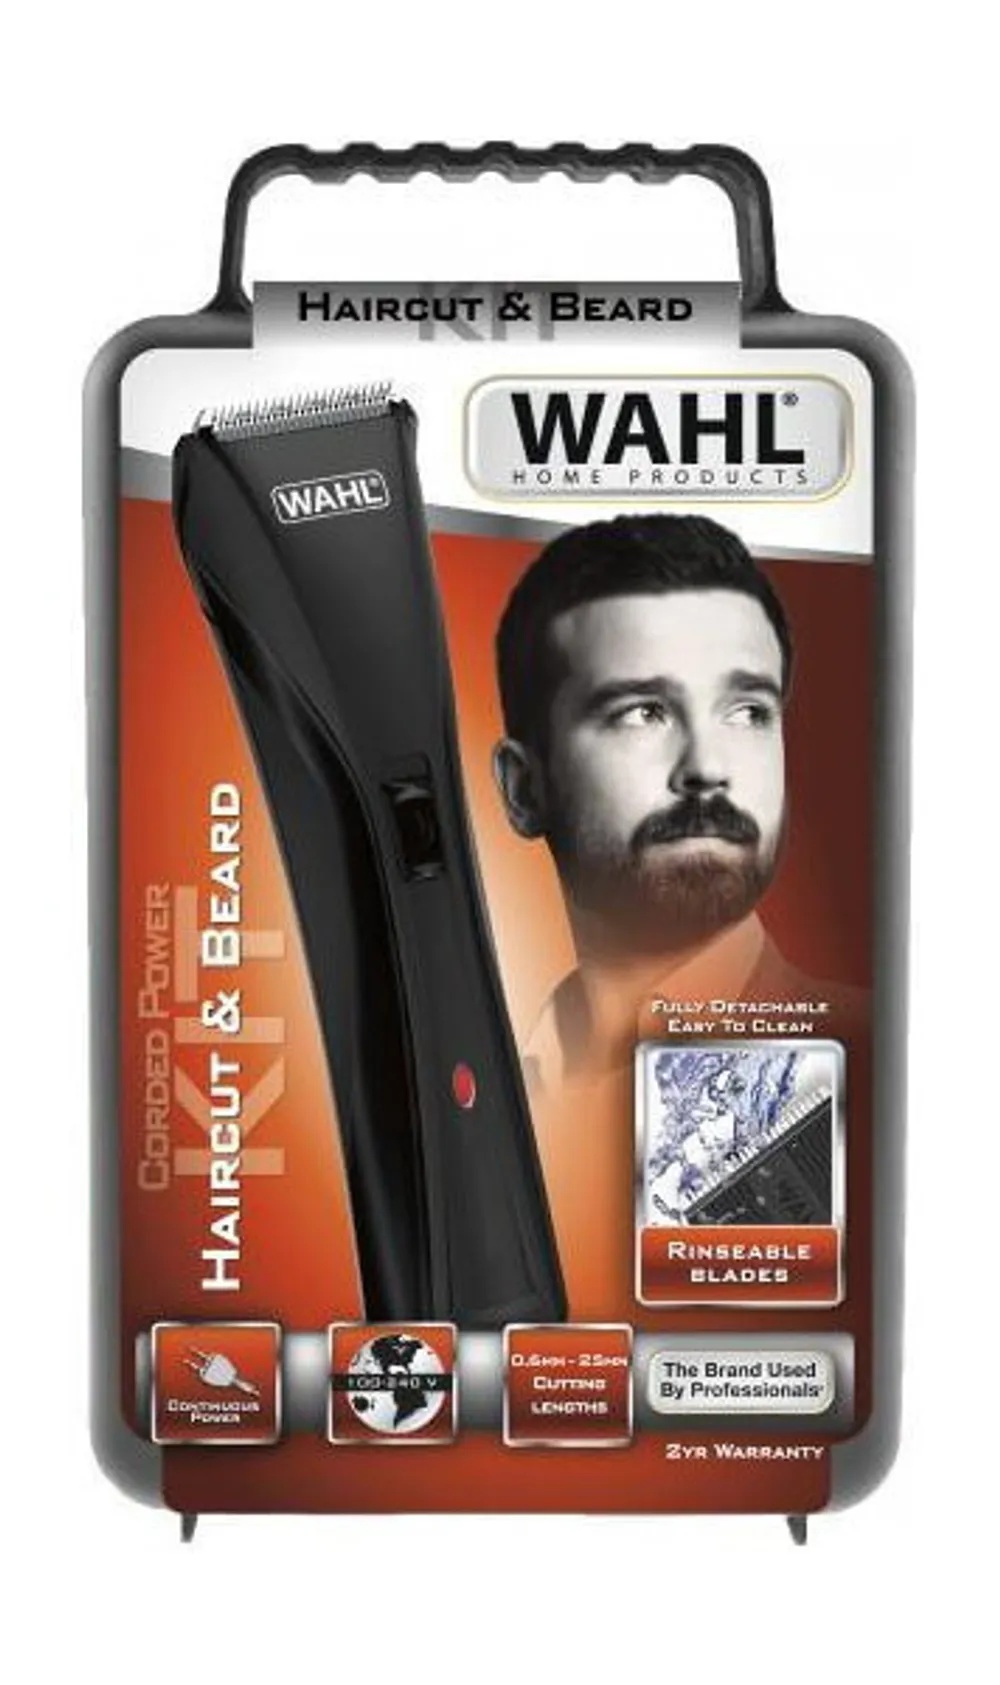 HAIRCUT & BEARD
KIT
WAHL®
HOME PRODUCTS
WAHL®
CORDED POWER
HAIRCUT & BEARD
KIT
FULLY DETACHABLE
EASY TO CLEAN
WAHL
RINSEABLE
BLADES
CONTINUOUS
POWER
100-240 V
0.6MM-25MM
CUTTING
LENGTHS
The Brand Used
By Professionals
2YR WARRANTY